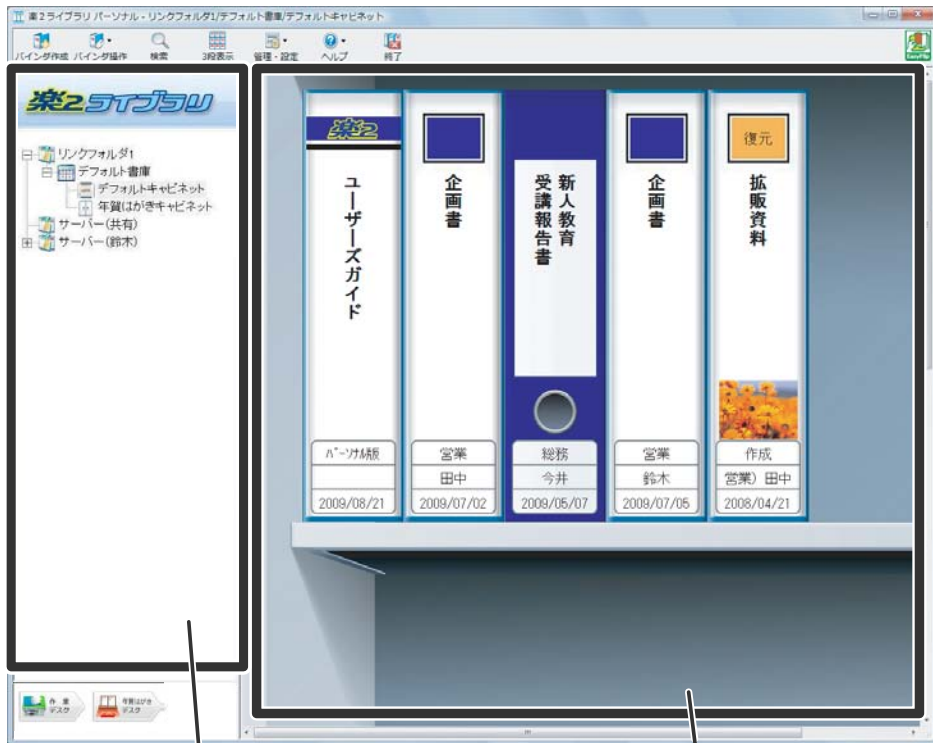 楽2ライブラリ パーソナル - リンクフォルダ1/デフォルト書庫/デフォルトキャビネット
バインダ作成 バインダ操作 検索 3段表示 管理・設定 ヘルプ 終了
EasyFlip
楽2ライブラリ
リンクフォルダ1
デフォルト書庫
デフォルトキャビネット
年賀はがきキャビネット
サーバー(共有)
サーバー(鈴木)
作業
デスク
年賀はがき
デスク
楽2
ユーザーズガイド
パーソナル版
2009/08/21
企画書
営業
田中
2009/07/02
新人教育
受講報告書
総務
今井
2009/05/07
企画書
営業
鈴木
2009/07/05
復元
拡販資料
作成
営業）田中
2008/04/21